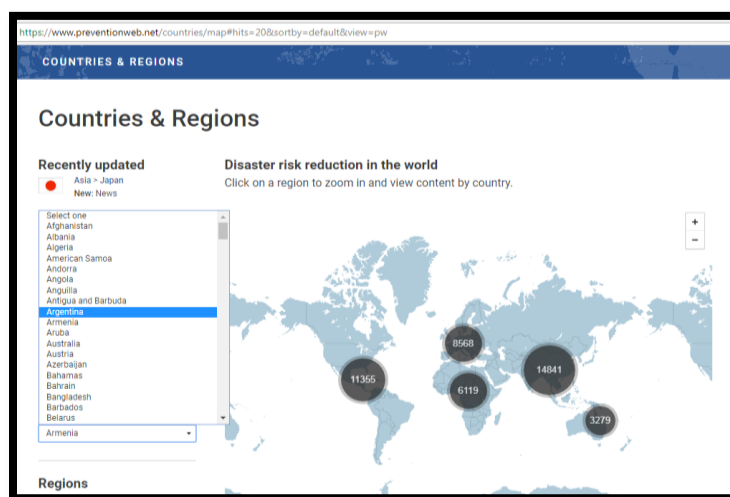 https://www.preventionweb.net/countries/map#hits=20&sortby=default&view=pw
COUNTRIES & REGIONS
Countries & Regions
Recently updated
Asia > Japan
New: News
Disaster risk reduction in the world
Click on a region to zoom in and view content by country.
Select one
Afghanistan
Albania
Algeria
American Samoa
Andorra
Angola
Anguilla
Antigua and Barbuda
Argentina
Armenia
Aruba
Australia
Austria
Azerbaijan
Bahamas
Bahrain
Bangladesh
Barbados
Belarus
Armenia
+
−
8568
11355
6119
14841
3279
Regions